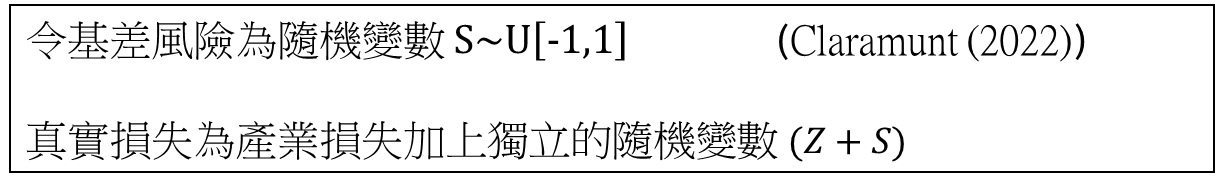 令基差風險為隨機變數 S~U[-1,1] (Claramunt (2022))
真實損失為產業損失加上獨立的隨機變數 (Z + S)